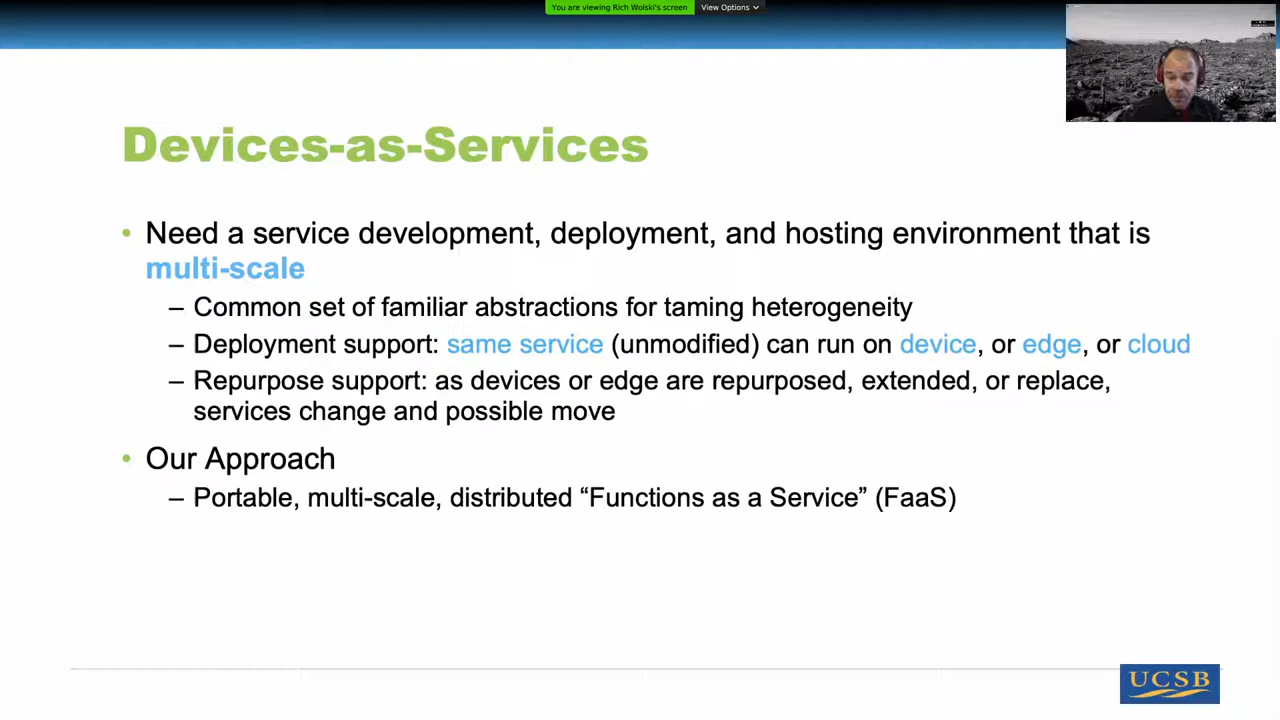 You are viewing Rich Wolski's screen
View Options
Devices-as-Services
• Need a service development, deployment, and hosting environment that is
multi-scale
– Common set of familiar abstractions for taming heterogeneity
– Deployment support: same service (unmodified) can run on device, or edge, or cloud
– Repurpose support: as devices or edge are repurposed, extended, or replace,
services change and possible move
• Our Approach
– Portable, multi-scale, distributed “Functions as a Service” (FaaS)
UCSB